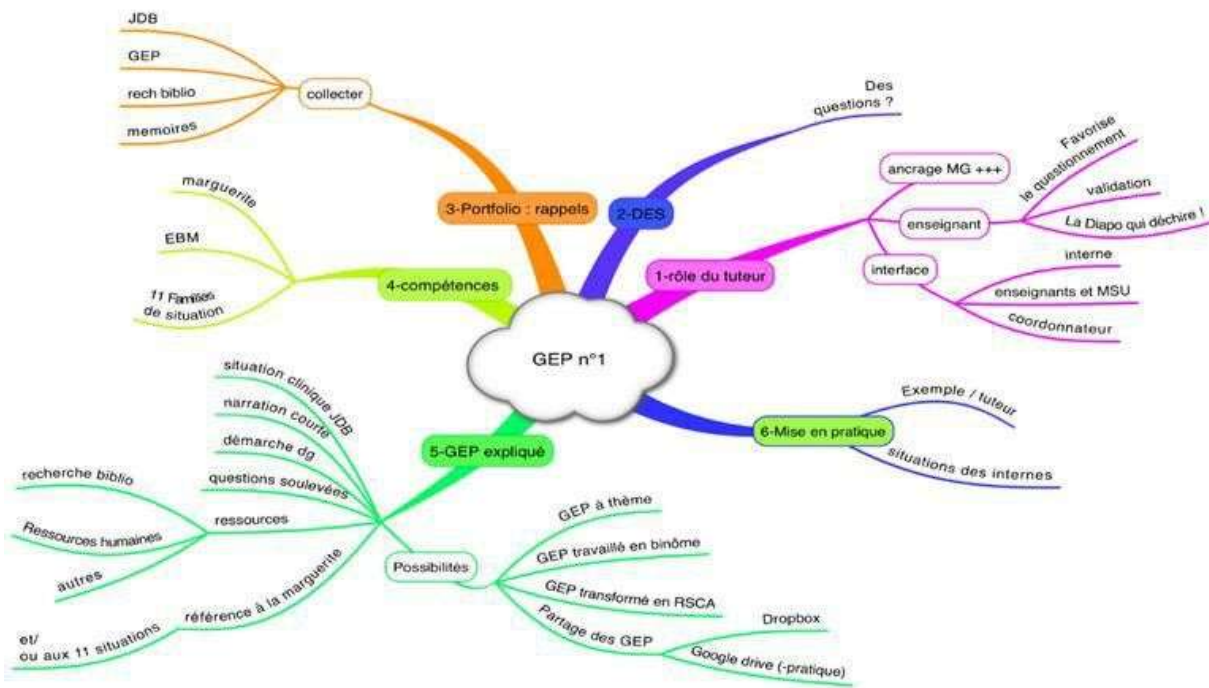 GEP n°1
1-rôle du tuteur
ancrage MG +++
enseignant
Favorise
le questionnement
validation
La Diapo qui déchire !
interface
interne
enseignants et MSU
coordonnateur
2-DES
Des
questions ?
3-Portfolio : rappels
collecter
JDB
GEP
rech biblio
memoires
4-compétences
marguerite
EBM
11 Familles
de situation
5-GEP expliqué
situation clinique JDB
narration courte
démarche dg
questions soulevées
ressources
recherche biblio
Ressources humaines
autres
référence à la marguerite
et/
ou aux 11 situations
Possibilités
GEP à thème
GEP travaillé en binôme
GEP transformé en RSCA
Partage des GEP
Dropbox
Google drive (-pratique)
6-Mise en pratique
Exemple / tuteur
situations des internes